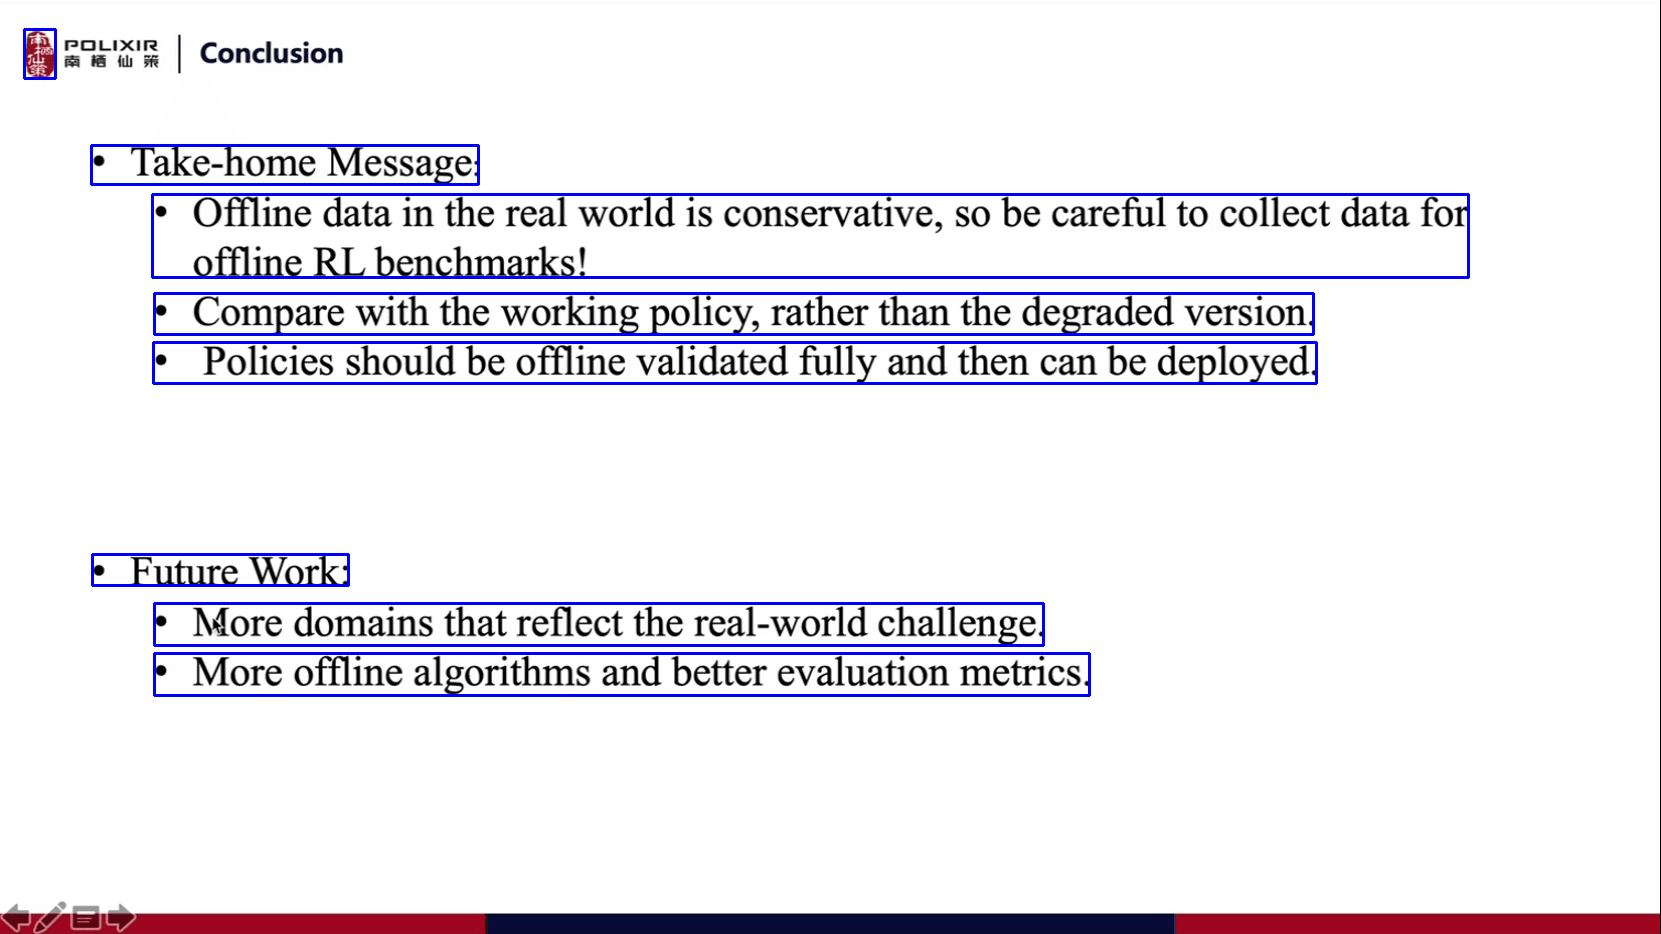 POLIXIR
南栖仙策
Conclusion
• Take-home Message:
• Offline data in the real world is conservative, so be careful to collect data for
offline RL benchmarks!
• Compare with the working policy, rather than the degraded version.
• Policies should be offline validated fully and then can be deployed.
• Future Work:
• More domains that reflect the real-world challenge.
• More offline algorithms and better evaluation metrics.